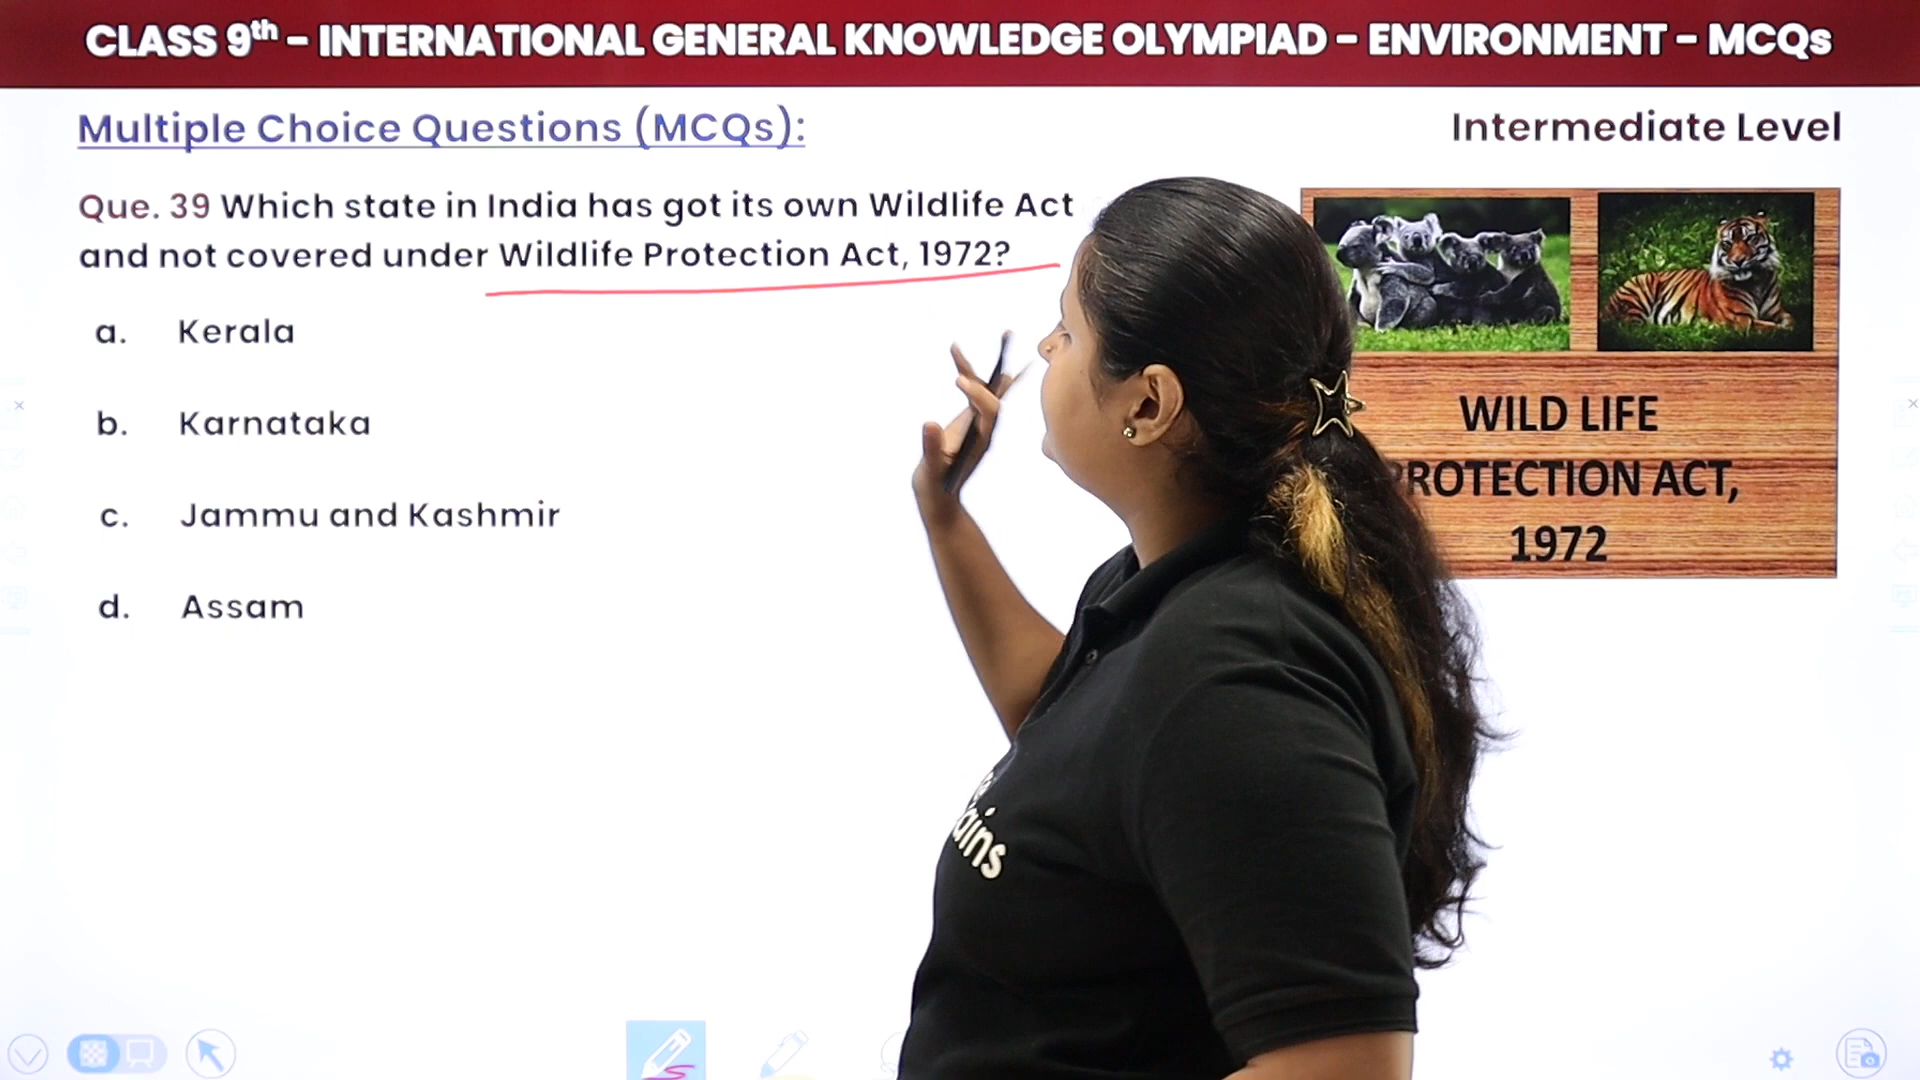 CLASS 9th – INTERNATIONAL GENERAL KNOWLEDGE OLYMPIAD – ENVIRONMENT – MCQs
Multiple Choice Questions (MCQs):
Intermediate Level
Que. 39 Which state in India has got its own Wildlife Act
and not covered under Wildlife Protection Act, 1972?
a. Kerala
b. Karnataka
c. Jammu and Kashmir
d. Assam
WILD LIFE
ROTECTION ACT,
1972
ains